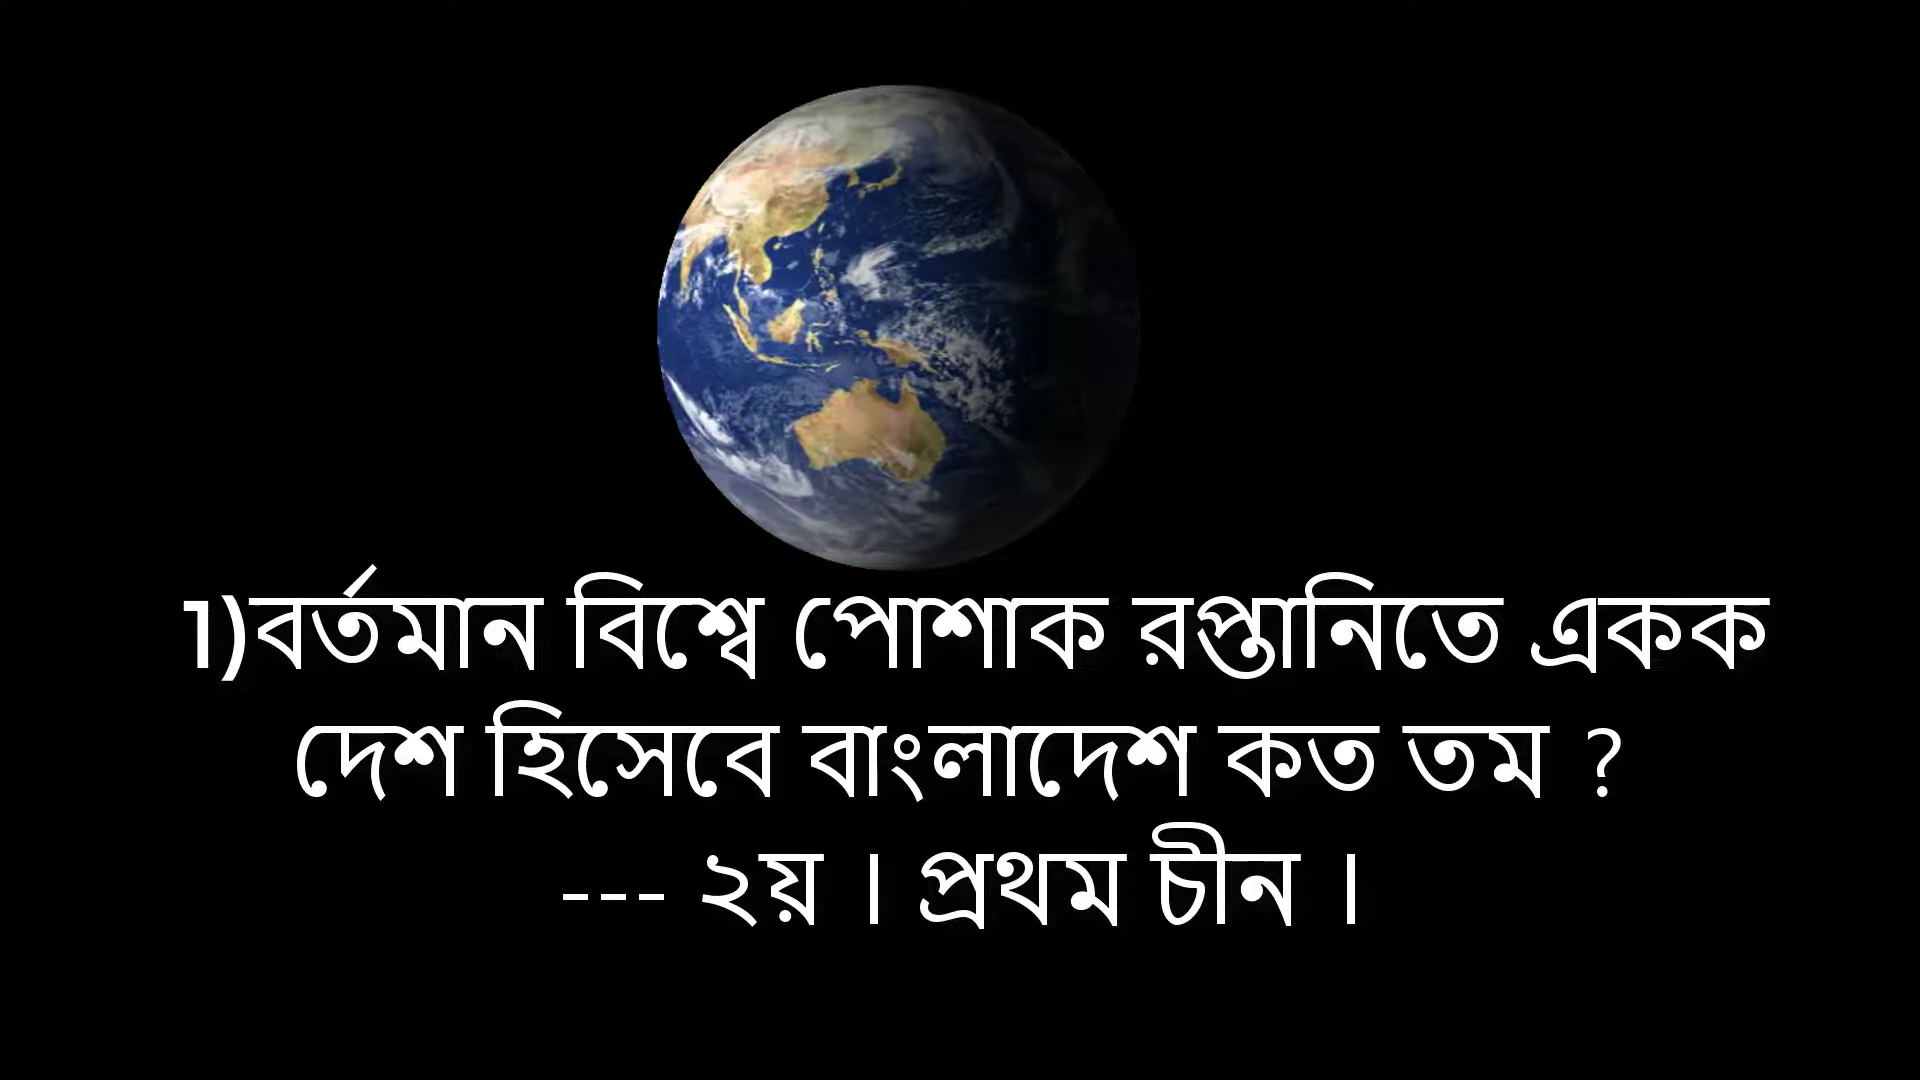 1)বর্তমান বিশ্বে পোশাক রপ্তানিতে একক
দেশ হিসেবে বাংলাদেশ কত তম ?
--- ২য় । প্রথম চীন ।